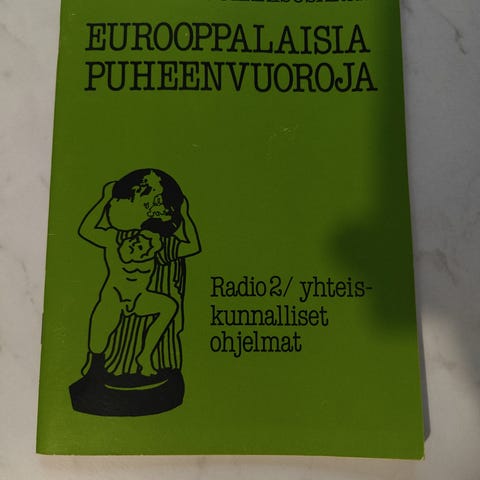 EUROOPPALAISIA
PUHEENVUOROJA
Radio 2/ yhteis-
kunnalliset
ohjelmat